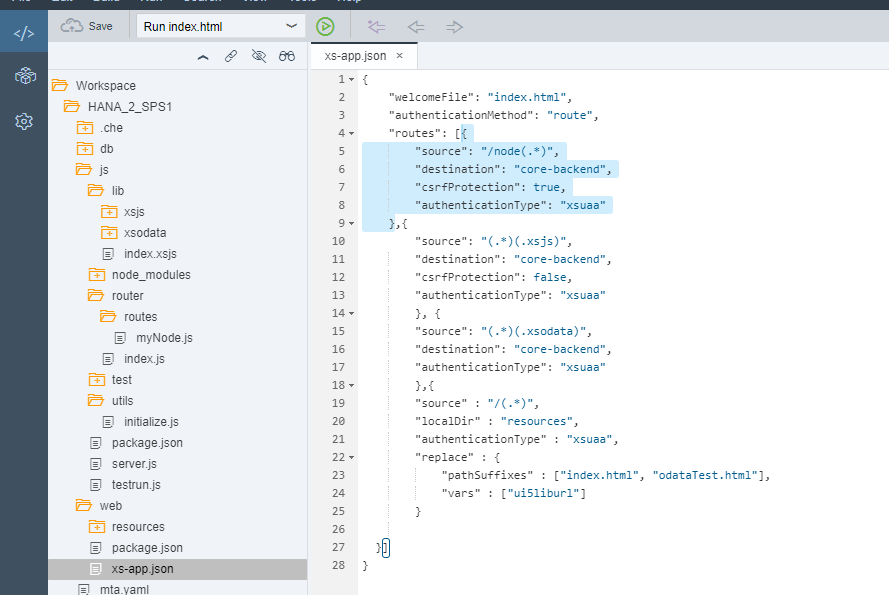 </>
Save
Run index.html
xs-app.json ×
Workspace
HANA_2_SPS1
.che
db
js
lib
xsjs
xsodata
index.xsjs
node_modules
router
routes
myNode.js
index.js
test
utils
initialize.js
package.json
server.js
testrun.js
web
resources
package.json
xs-app.json
mta.yaml
1 {
2 "welcomeFile": "index.html",
3 "authenticationMethod": "route",
4 "routes": [{
5 "source": "/node(.*)",
6 "destination": "core-backend",
7 "csrfProtection": true,
8 "authenticationType": "xsuaa"
9 },{
10 "source": "(.*)(.xsjs)",
11 "destination": "core-backend",
12 "csrfProtection": false,
13 "authenticationType": "xsuaa"
14 }, {
15 "source": "(.*)(.xsodata)",
16 "destination": "core-backend",
17 "authenticationType": "xsuaa"
18 },{
19 "source" : "/(.*)",
20 "localDir" : "resources",
21 "authenticationType" : "xsuaa",
22 "replace" : {
23 "pathSuffixes" : ["index.html", "odataTest.html"],
24 "vars" : ["ui5liburl"]
25 }
26
27 }]
28 }